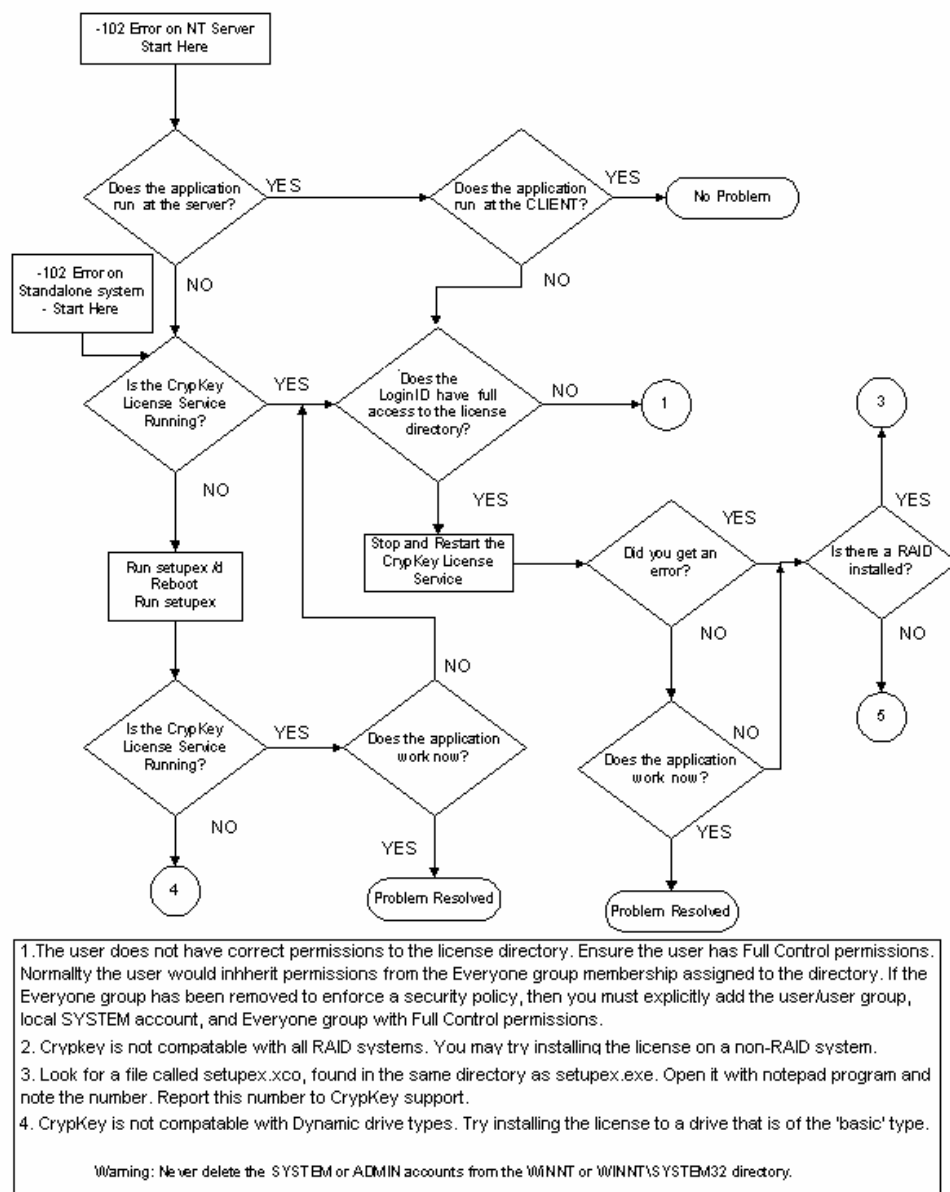 -102 Error on NT Server
Start Here
Does the application
run at the server?
YES
Does the application
run at the CLIENT?
YES
No Problem
NO
NO
-102 Error on
Standalone system
- Start Here
Is the CrypKey
License Service
Running?
YES
Does the
LoginID have full
access to the license
directory?
NO
1
3
NO
YES
YES
Run setupex /d
Reboot
Run setupex
Stop and Restart the
CrypKey License
Service
Did you get an
error?
YES
Is there a RAID
installed?
NO
NO
NO
5
Is the CrypKey
License Service
Running?
YES
Does the application
work now?
Does the application
work now?
NO
NO
YES
YES
4
Problem Resolved
Problem Resolved
1.The user does not have correct permissions to the license directory. Ensure the user has Full Control permissions.
Normallty the user would inhherit permissions from the Everyone group membership assigned to the directory. If the
Everyone group has been removed to enforce a security policy, then you must explicitly add the user/user group,
local SYSTEM account, and Everyone group with Full Control permissions.
2. Crypkey is not compatable with all RAID systems. You may try installing the license on a non-RAID system.
3. Look for a file called setupex.xco, found in the same directory as setupex.exe. Open it with notepad program and
note the number. Report this number to CrypKey support.
4. CrypKey is not compatable with Dynamic drive types. Try installing the license to a drive that is of the 'basic' type.
Warning: Never delete the SYSTEM or ADMIN accounts from the WINNT or WINNT\SYSTEM32 directory.